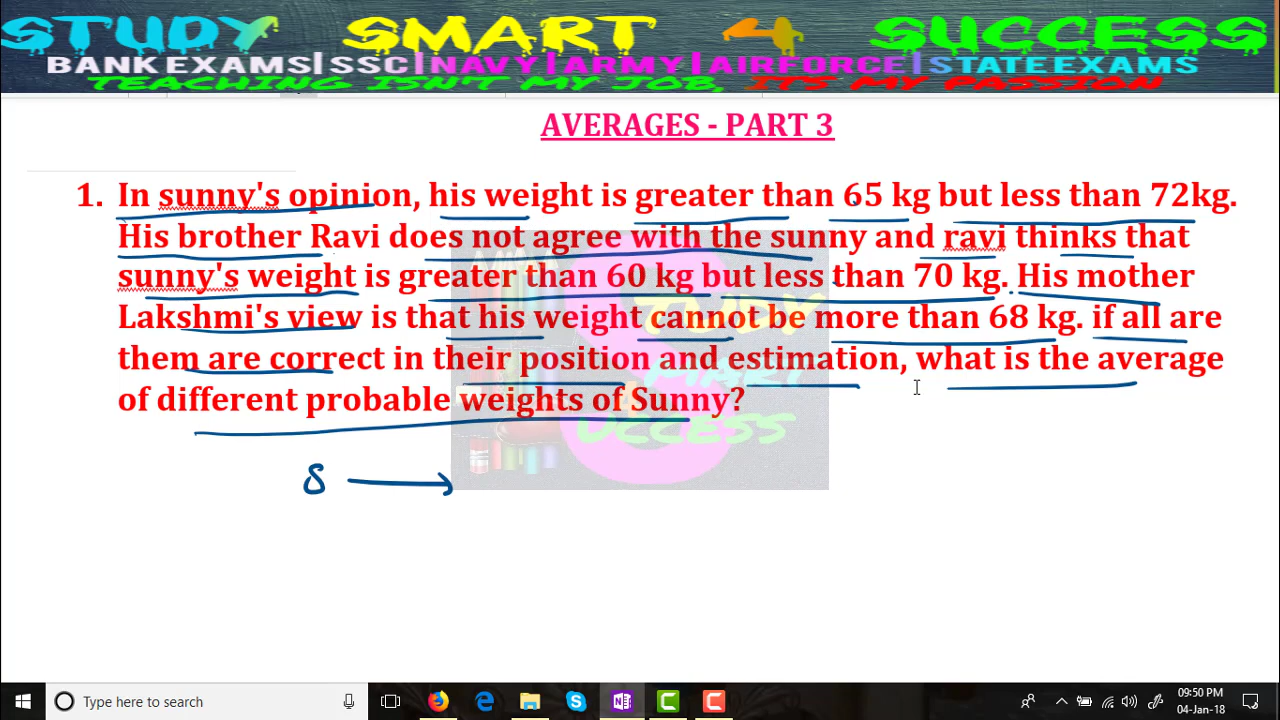 STUDY SMART 4 SUCCESS
BANK EXAMS|SSC|NAVY|ARMY|AIRFORCE|STATE EXAMS
TEACHING ISN'T MY JOB, IT'S MY PASSION
AVERAGES - PART 3
1. In sunny's opinion, his weight is greater than 65 kg but less than 72kg.
His brother Ravi does not agree with the sunny and ravi thinks that
sunny's weight is greater than 60 kg but less than 70 kg. His mother
Lakshmi's view is that his weight cannot be more than 68 kg. if all are
them are correct in their position and estimation, what is the average
of different probable weights of Sunny?
S
Type here to search
09:50 PM
04-Jan-18